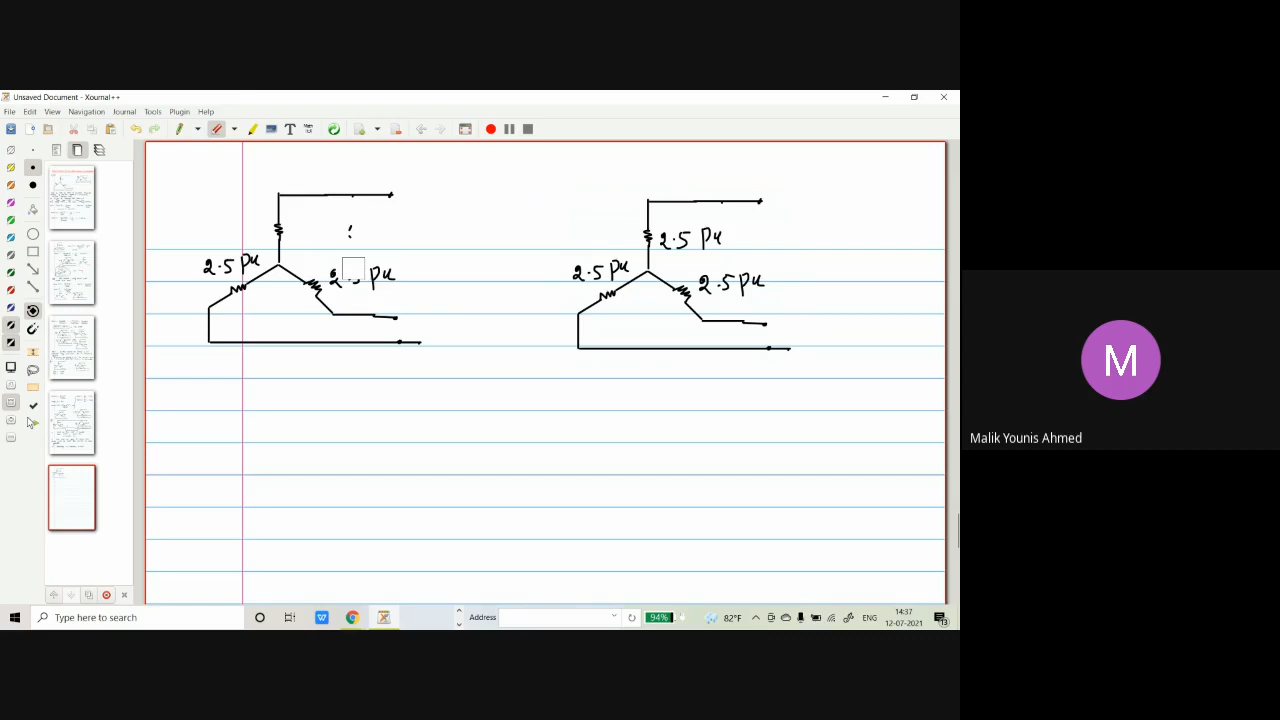 Unsaved Document - Xournal++
File Edit View Navigation Journal Tools Plugin Help
2.5 pu
pu
2.5 pu
2.5 pu
2.5 pu
Malik Younis Ahmed
M
Type here to search
Address
94%
82°F
ENG
14:37
12-07-2021